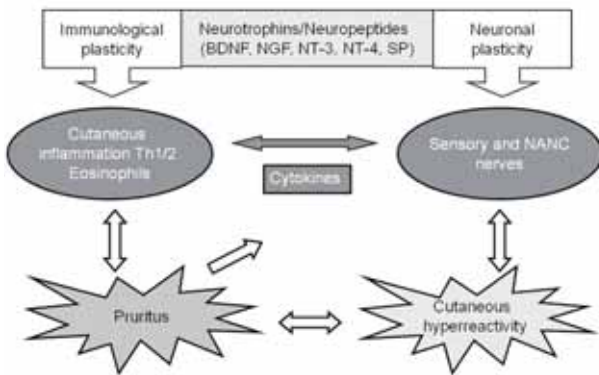 Immunological
plasticity
Neurotrophins/Neuropeptides
(BDNF, NGF, NT-3, NT-4, SP)
Neuronal
plasticity
Cutaneous
inflammation Th1/2
Eosinophils
Sensory and NANC
nerves
Cytokines
Pruritus
Cutaneous
hyperreactivity